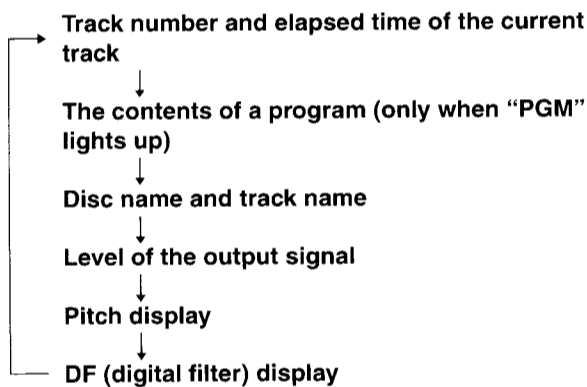 Track number and elapsed time of the current
track
The contents of a program (only when “PGM”
lights up)
Disc name and track name
Level of the output signal
Pitch display
DF (digital filter) display